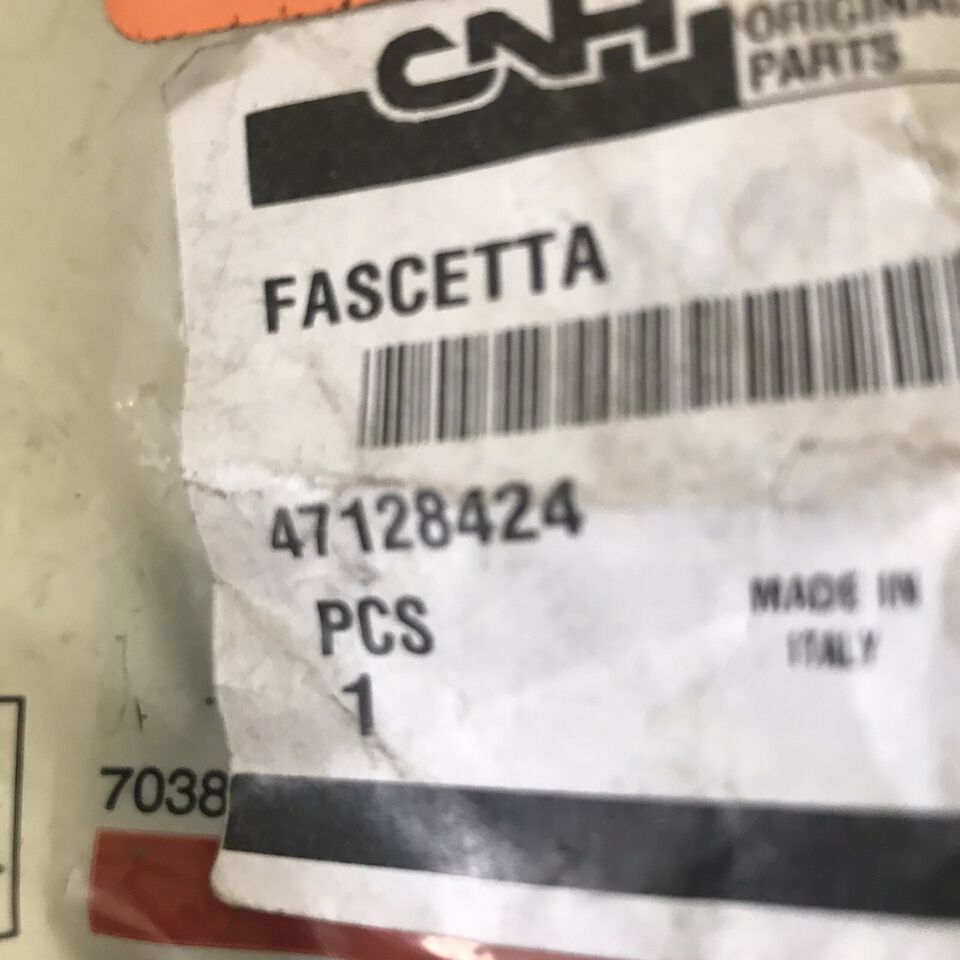 CNH ORIGINAL
PARTS
FASCETTA
47128424
PCS
1
MADE IN
ITALY
7038